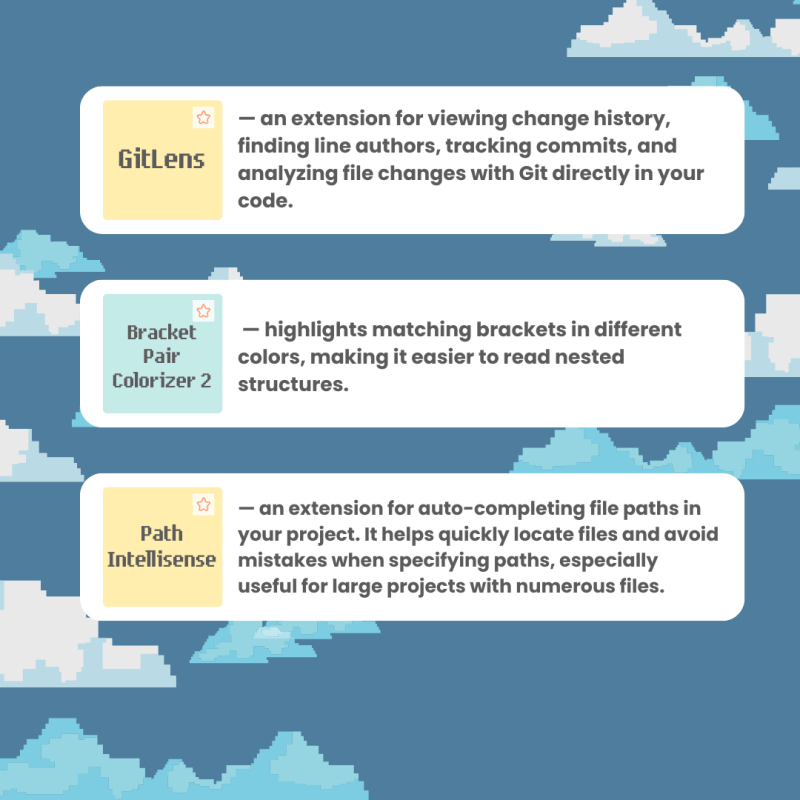 GitLens
— an extension for viewing change history,
finding line authors, tracking commits, and
analyzing file changes with Git directly in your
code.
Bracket
Pair
Colorizer 2
— highlights matching brackets in different
colors, making it easier to read nested
structures.
Path
Intellisense
— an extension for auto-completing file paths in
your project. It helps quickly locate files and avoid
mistakes when specifying paths, especially
useful for large projects with numerous files.